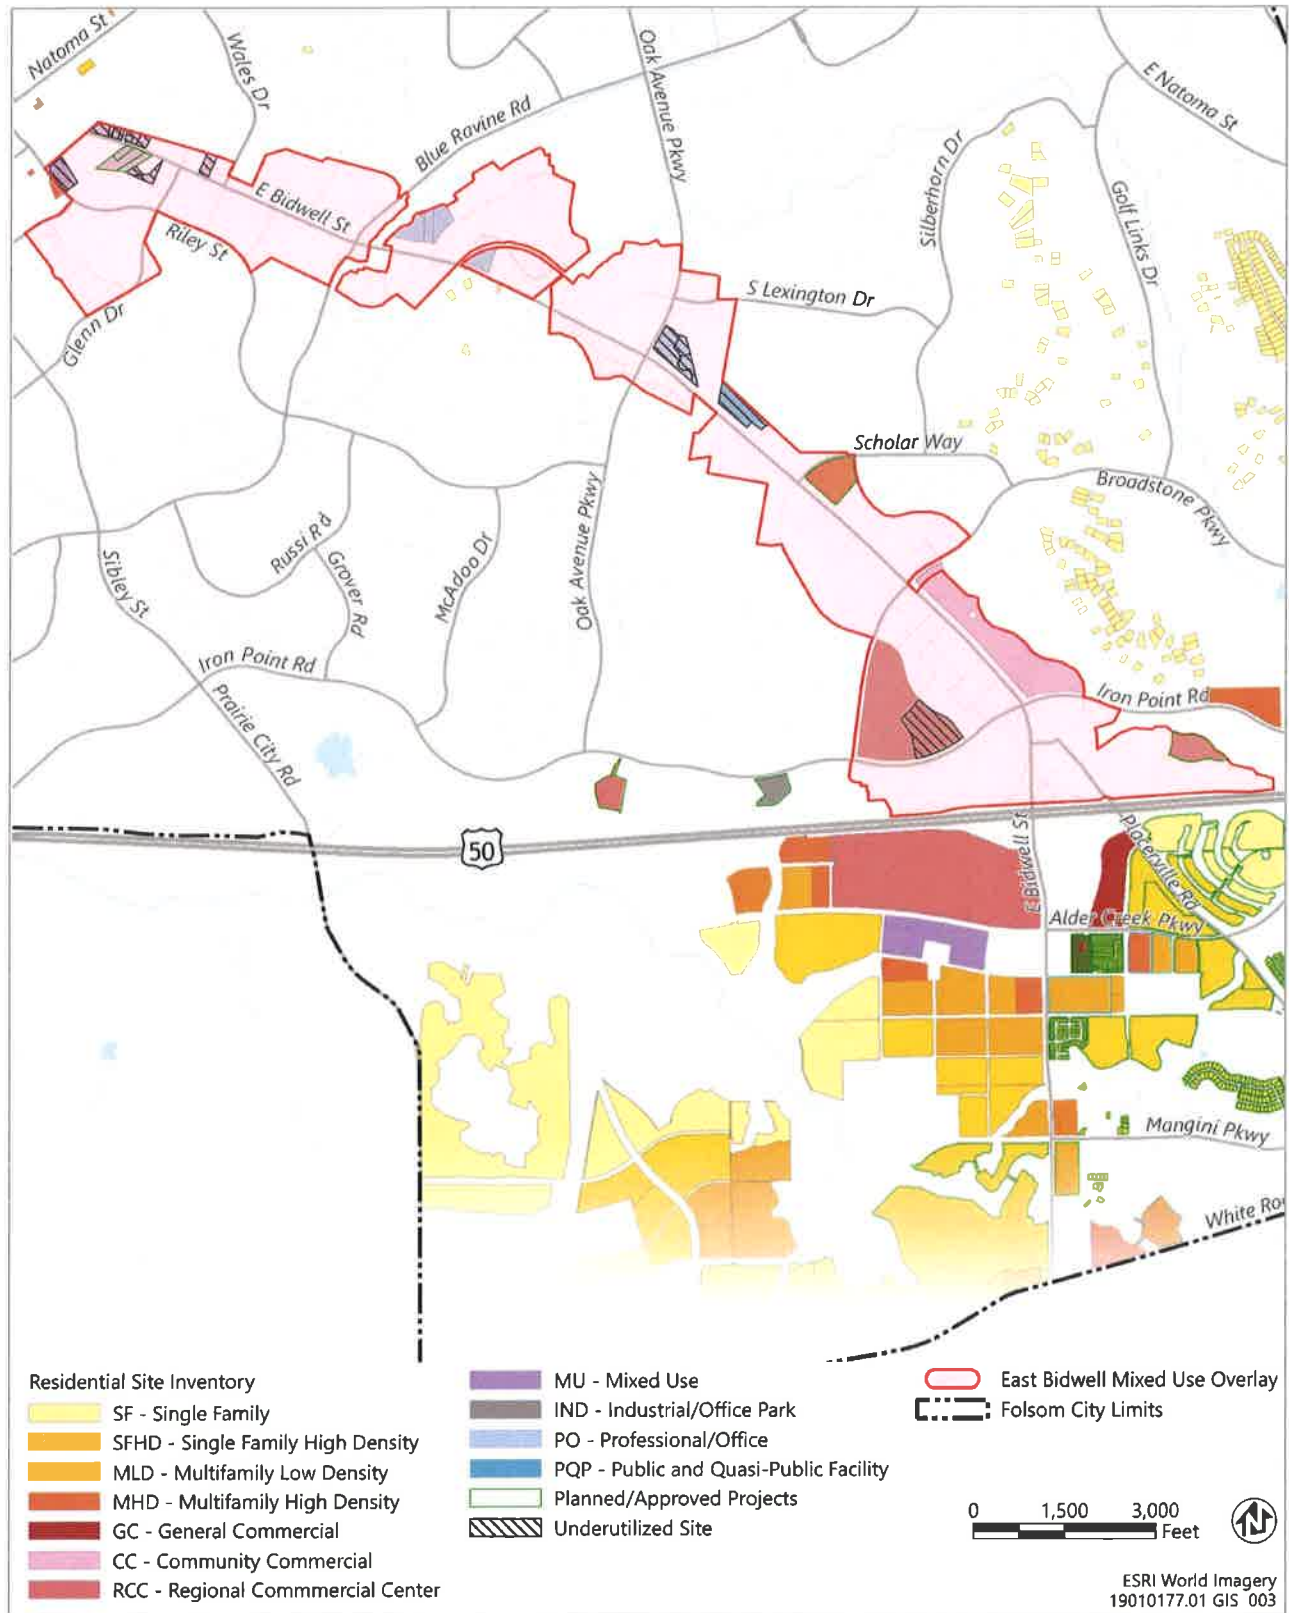 Natoma St
Wales Dr
Oak Avenue Pkwy
E Natoma St
Blue Ravine Rd
Silberhorn Dr
Golf Links Dr
E Bidwell St
Riley St
S Lexington Dr
Glenn Dr
Scholar Way
Broadstone Pkwy
Oak Avenue Pkwy
Russi Rd
Grover Rd
McAdoo Dr
Sibley St
Iron Point Rd
Prairie City Rd
Iron Point Rd
50
E Bidwell St
Placerville Rd
Alder Creek Pkwy
Mangini Pkwy
White Ro
Residential Site Inventory
SF - Single Family
SFHD - Single Family High Density
MLD - Multifamily Low Density
MHD - Multifamily High Density
GC - General Commercial
CC - Community Commercial
RCC - Regional Commmercial Center
MU - Mixed Use
IND - Industrial/Office Park
PO - Professional/Office
PQP - Public and Quasi-Public Facility
Planned/Approved Projects
Underutilized Site
East Bidwell Mixed Use Overlay
Folsom City Limits
0 1,500 3,000
Feet
N
ESRI World Imagery
19010177.01 GIS 003